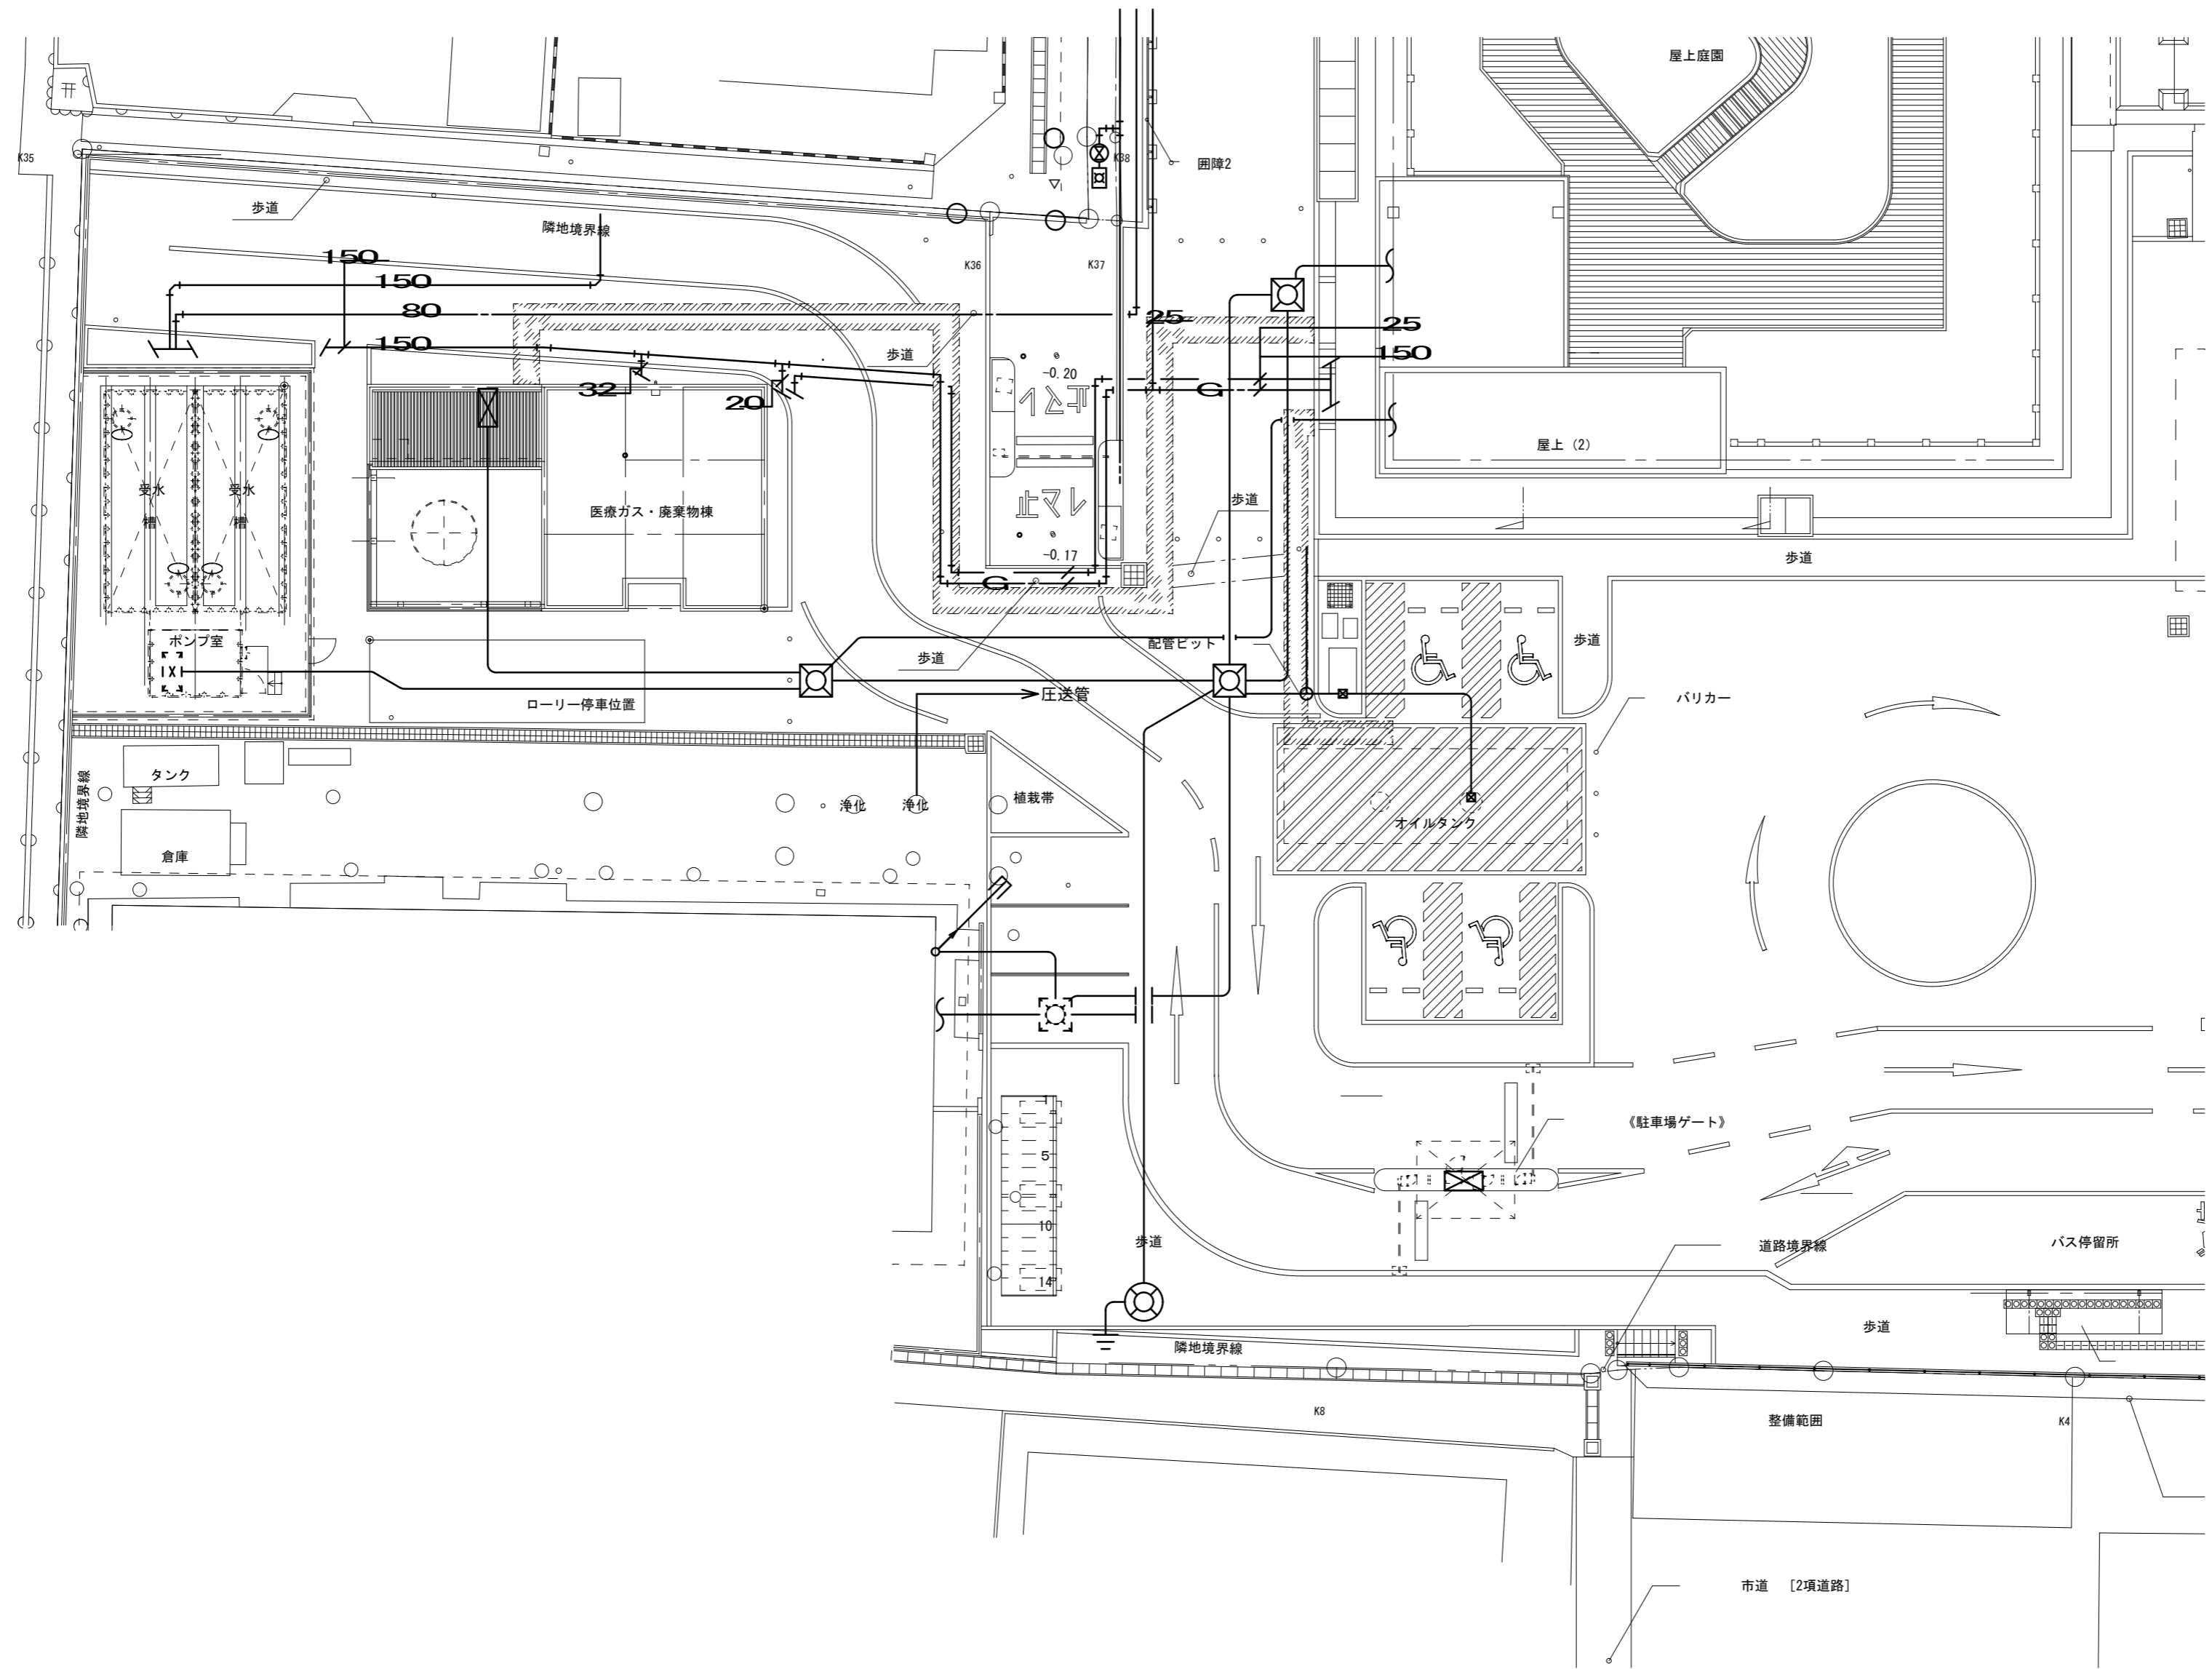 屋上庭園
K35
K38
囲障2
歩道
隣地境界線
K36
K37
150
150
80
25
25
150
150
歩道
-0.20
止マレ
32
20
G
屋上（2）
受水
槽
受水
槽
医療ガス・廃棄物棟
止マレ
歩道
-0.17
歩道
G
ポンプ室
歩道
配管ピット
歩道
ローリー停車位置
圧送管
バリカー
隣地境界線
タンク
浄化
浄化
植栽帯
オイルタンク
倉庫
1
《駐車場ゲート》
5
10
歩道
道路境界線
バス停留所
14
歩道
隣地境界線
K8
整備範囲
K4
市道　[2項道路]